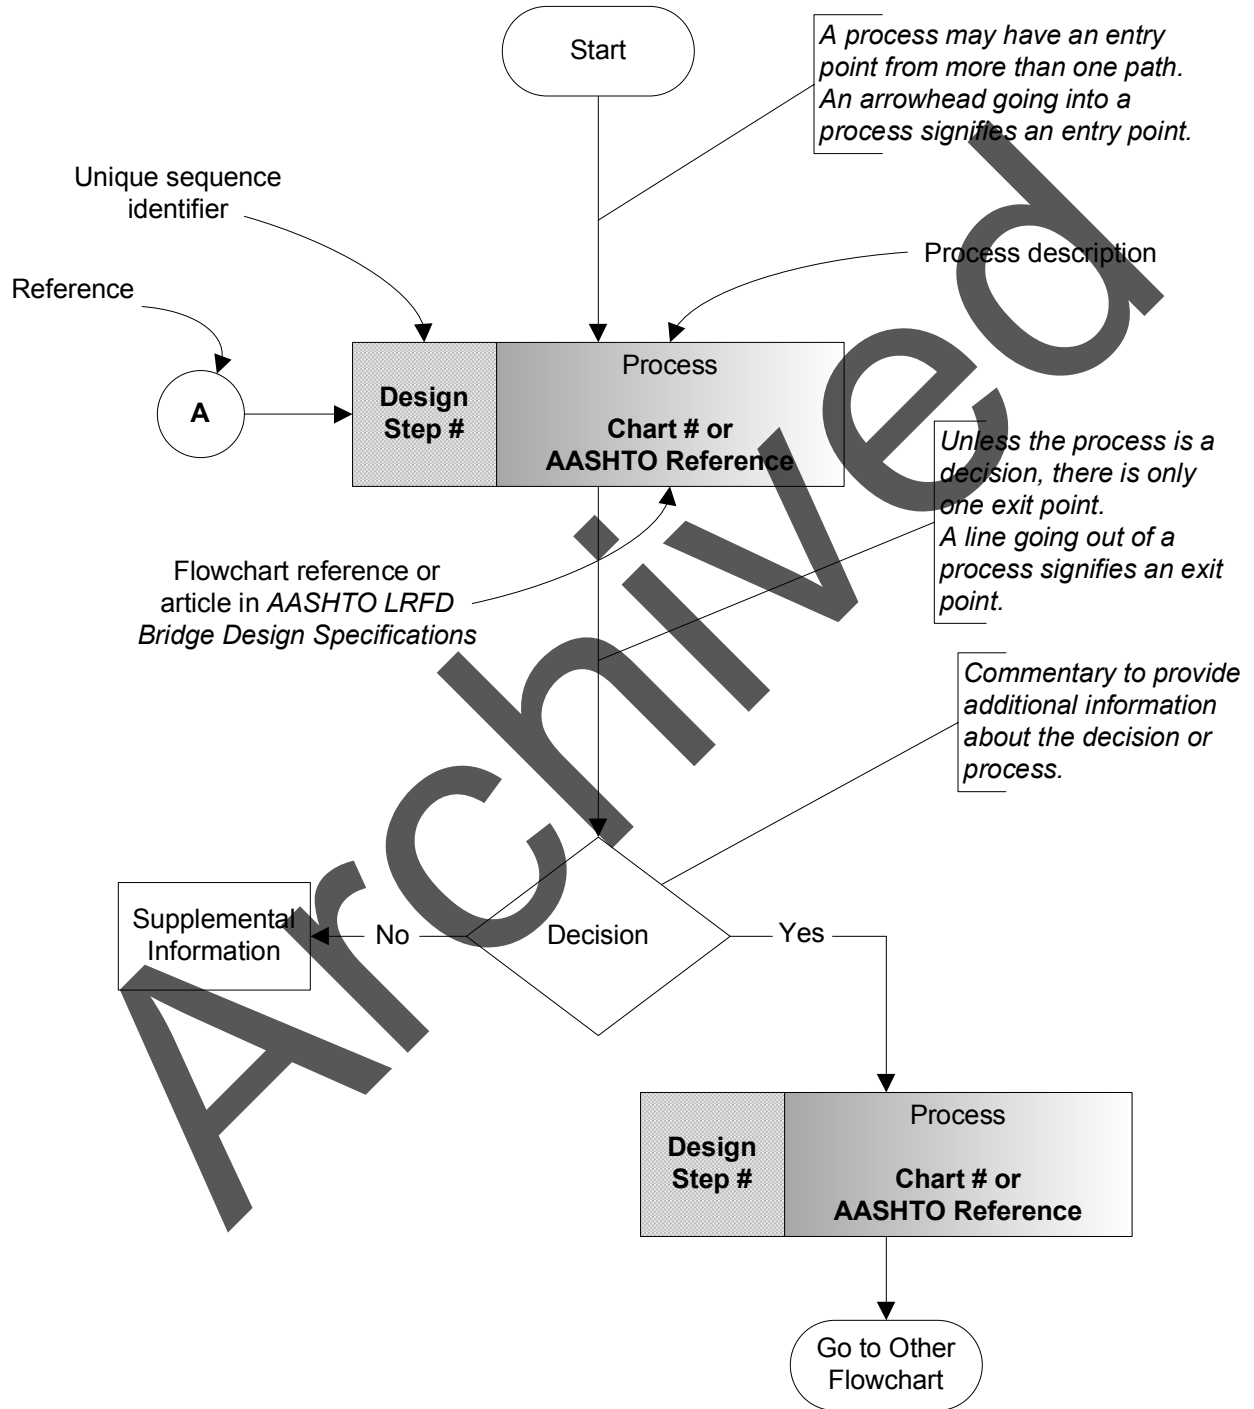 Start
A process may have an entry
point from more than one path.
An arrowhead going into a
process signifies an entry point.
Unique sequence
identifier
Process description
Reference
A
Design
Step #
Process
Chart # or
AASHTO Reference
Unless the process is a
decision, there is only
one exit point.
A line going out of a
process signifies an exit
point.
Flowchart reference or
article in AASHTO LRFD
Bridge Design Specifications
Commentary to provide
additional information
about the decision or
process.
Supplemental
Information
No
Decision
Yes
Design
Step #
Process
Chart # or
AASHTO Reference
Go to Other
Flowchart
Archived